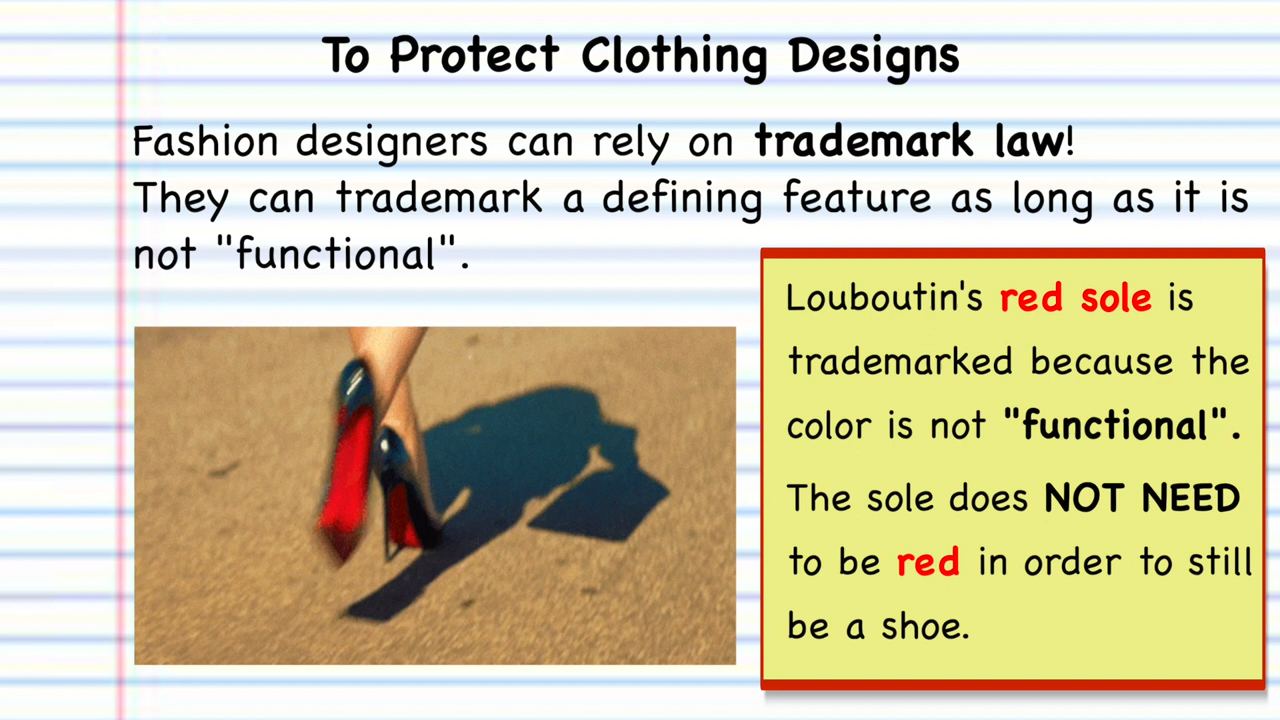 To Protect Clothing Designs
Fashion designers can rely on trademark law!
They can trademark a defining feature as long as it is
not "functional".
Louboutin's red sole is
trademarked because the
color is not "functional".
The sole does NOT NEED
to be red in order to still
be a shoe.